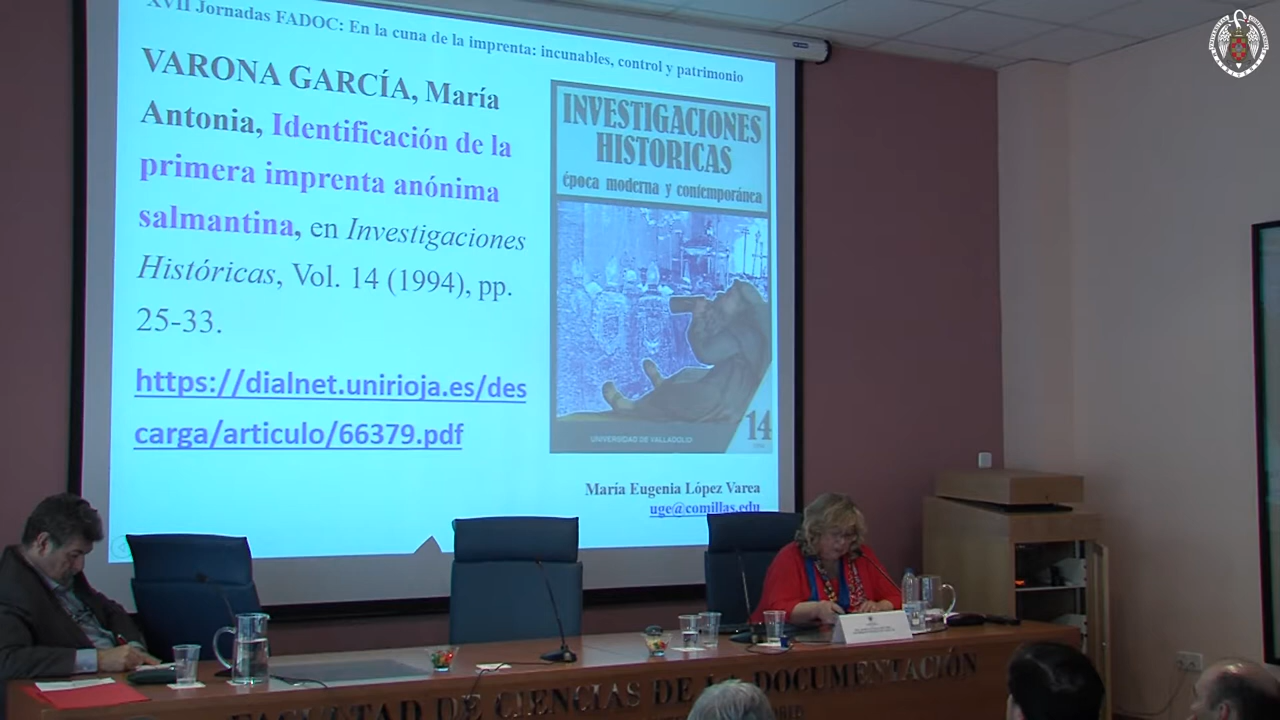 XVII Jornadas FADOC: En la cuna de la imprenta: incunables, control y patrimonio
VARONA GARCÍA, María
Antonia, Identificación de la
primera imprenta anónima
salmantina, en Investigaciones
Históricas, Vol. 14 (1994), pp.
25-33.
https://dialnet.unirioja.es/des
carga/articulo/66379.pdf
INVESTIGACIONES
HISTORICAS
época moderna y contemporánea
14
UNIVERSIDAD DE VALLADOLID
María Eugenia López Varea
uge@comillas.edu
FACULTAD DE CIENCIAS DE LA DOCUMENTACIÓN